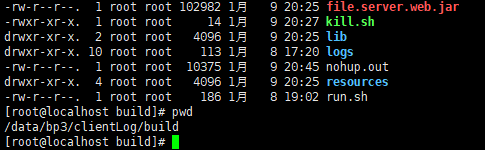 -rw-r--r--.  1 root root 102982 1月   9 20:25 file.server.web.jar
-rw-r--r--.  1 root root     14 1月   9 20:27 kill.sh
drwxr-xr-x.  2 root root   4096 1月   9 20:25 lib
drwxr-xr-x. 10 root root    113 1月   8 17:20 logs
-rw-r--r--.  1 root root  10375 1月   9 20:45 nohup.out
drwxr-xr-x.  4 root root   4096 1月   9 20:25 resources
-rw-r--r--.  1 root root    186 1月   8 19:02 run.sh
[root@localhost build]# pwd
/data/bp3/clientLog/build
[root@localhost build]#